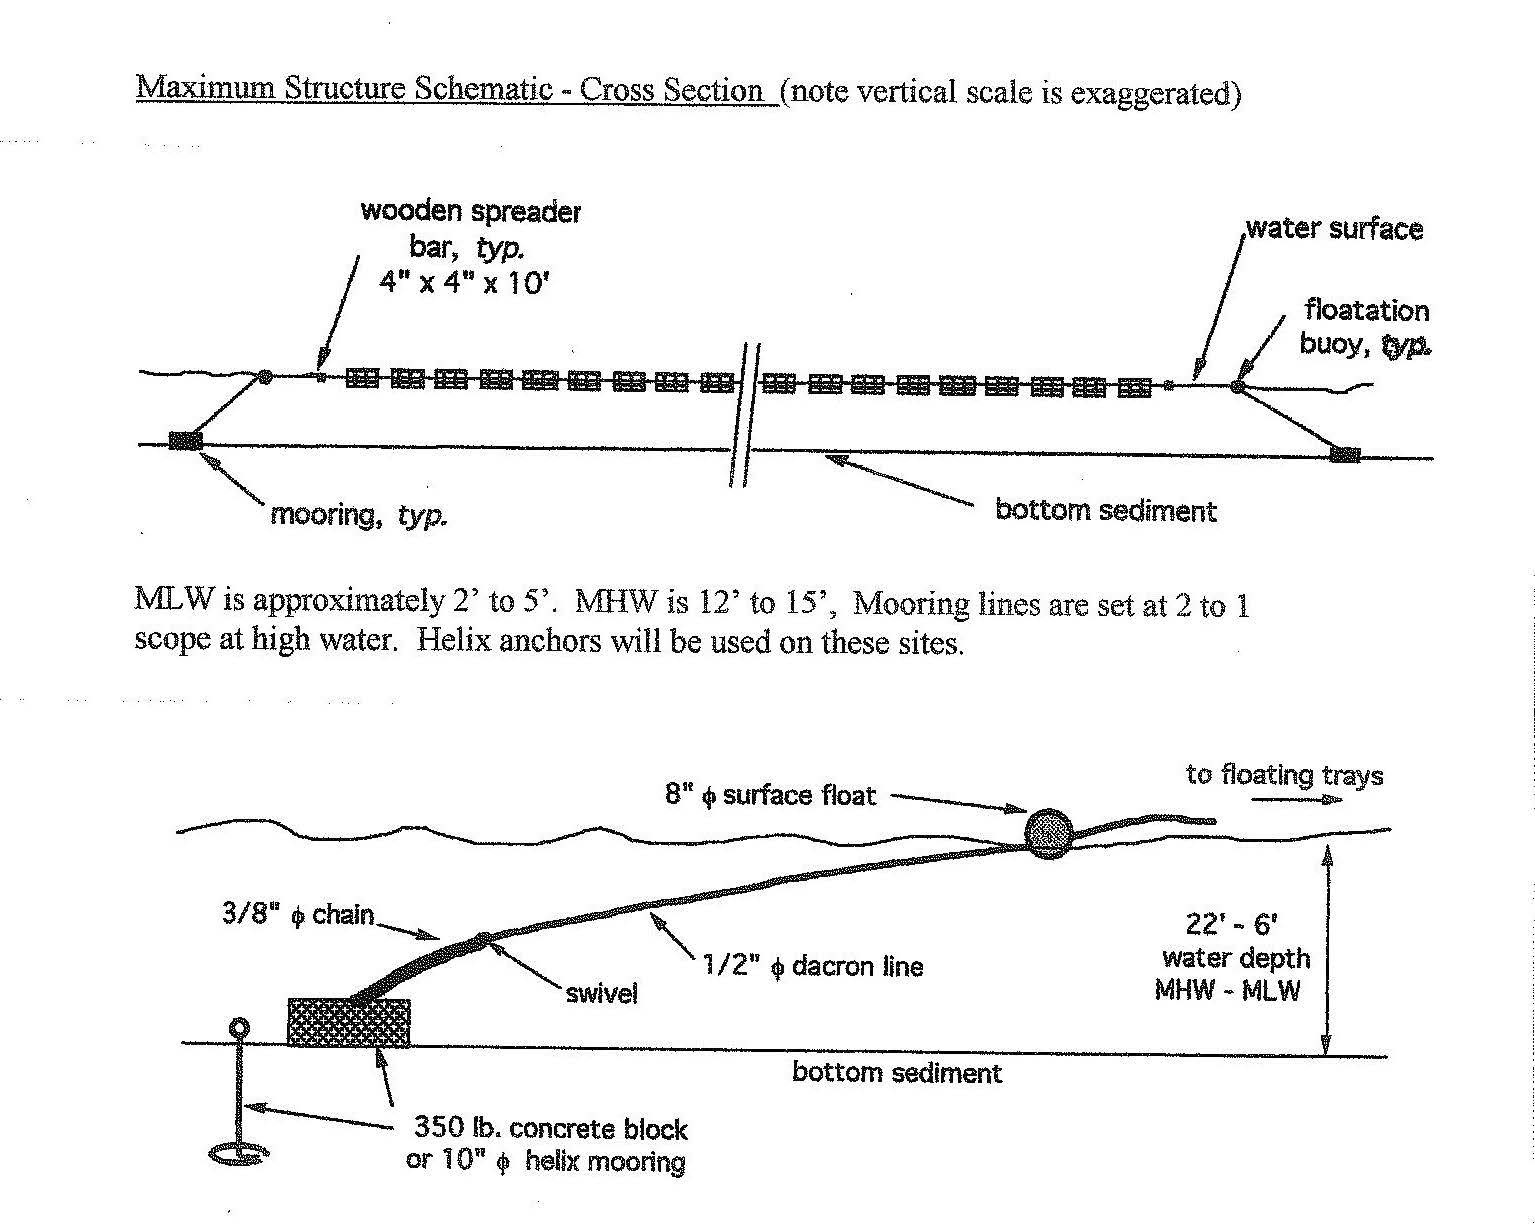 Maximum Structure Schematic - Cross Section (note vertical scale is exaggerated)
wooden spreader
bar, typ.
4" x 4" x 10'
water surface
floatation
buoy, typ.
mooring, typ.
bottom sediment
MLW is approximately 2' to 5'. MHW is 12' to 15', Mooring lines are set at 2 to 1
scope at high water. Helix anchors will be used on these sites.
to floating trays
8" ϕ surface float
3/8" ϕ chain
22' - 6'
water depth
MHW - MLW
1/2" ϕ dacron line
swivel
bottom sediment
350 lb. concrete block
or 10" ϕ helix mooring